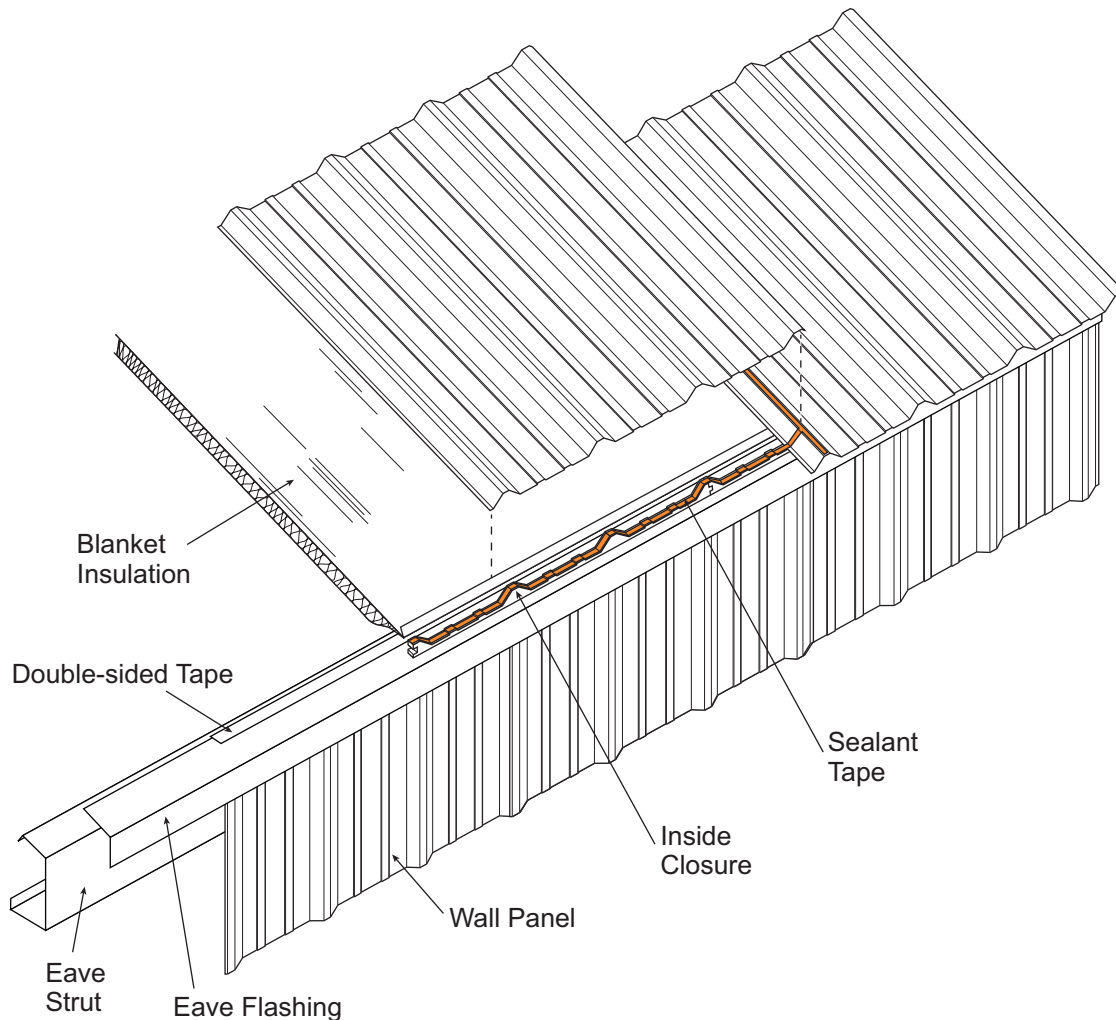 Blanket
Insulation
Double-sided Tape
Sealant
Tape
Inside
Closure
Wall Panel
Eave
Strut
Eave Flashing